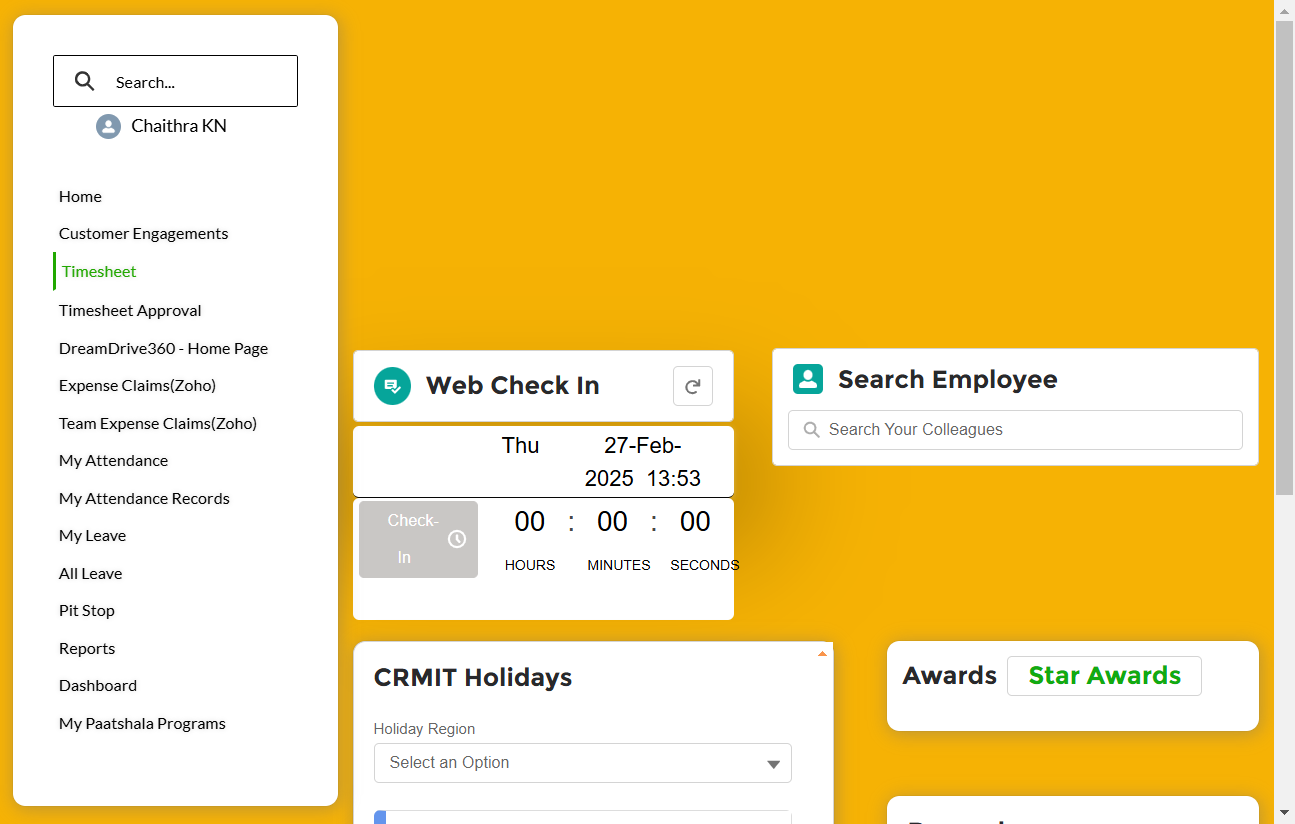 Search...
Chaithra KN
Home
Customer Engagements
Timesheet
Timesheet Approval
DreamDrive360 - Home Page
Expense Claims(Zoho)
Team Expense Claims(Zoho)
My Attendance
My Attendance Records
My Leave
All Leave
Pit Stop
Reports
Dashboard
My Paatshala Programs
Web Check In
Thu 27-Feb-
2025 13:53
Check-
In
00 : 00 : 00
HOURS MINUTES SECONDS
Search Employee
Search Your Colleagues
CRMIT Holidays
Holiday Region
Select an Option
Awards Star Awards